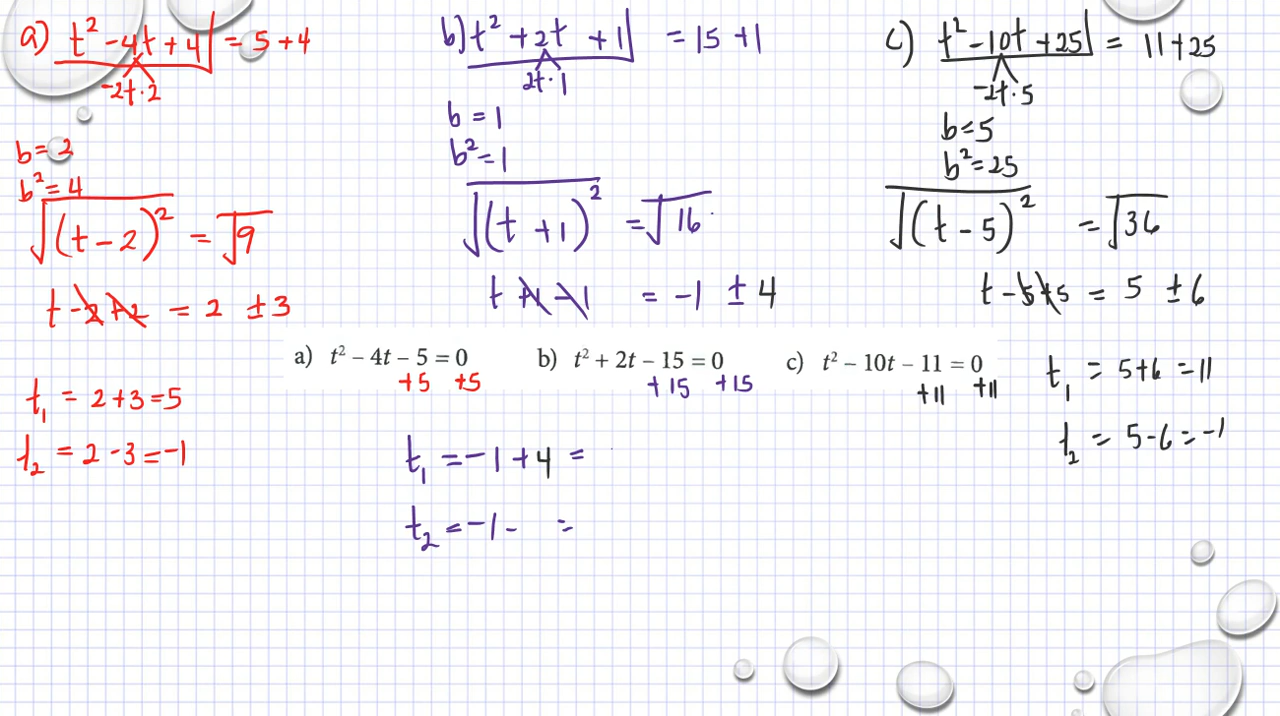 a) t² - 4t + 4 = 5 + 4
-2t · 2
b = 2
b² = 4
√(t - 2)² = √9
t - 2 + 2 = 2 ± 3
t₁ = 2 + 3 = 5
t₂ = 2 - 3 = -1
b) t² + 2t + 1 = 15 + 1
2t · 1
b = 1
b² = 1
√(t + 1)² = √16
t + 1 - 1 = -1 ± 4
c) t² - 10t + 25 = 11 + 25
-2t · 5
b = 5
b² = 25
√(t - 5)² = √36
t - 5 + 5 = 5 ± 6
t₁ = 5 + 6 = 11
t₂ = 5 - 6 = -1
a) t² – 4t – 5 = 0 b) t² + 2t – 15 = 0 c) t² – 10t – 11 = 0
+5 +5 +15 +15 +11 +11
t₁ = -1 + 4 =
t₂ = -1 - =